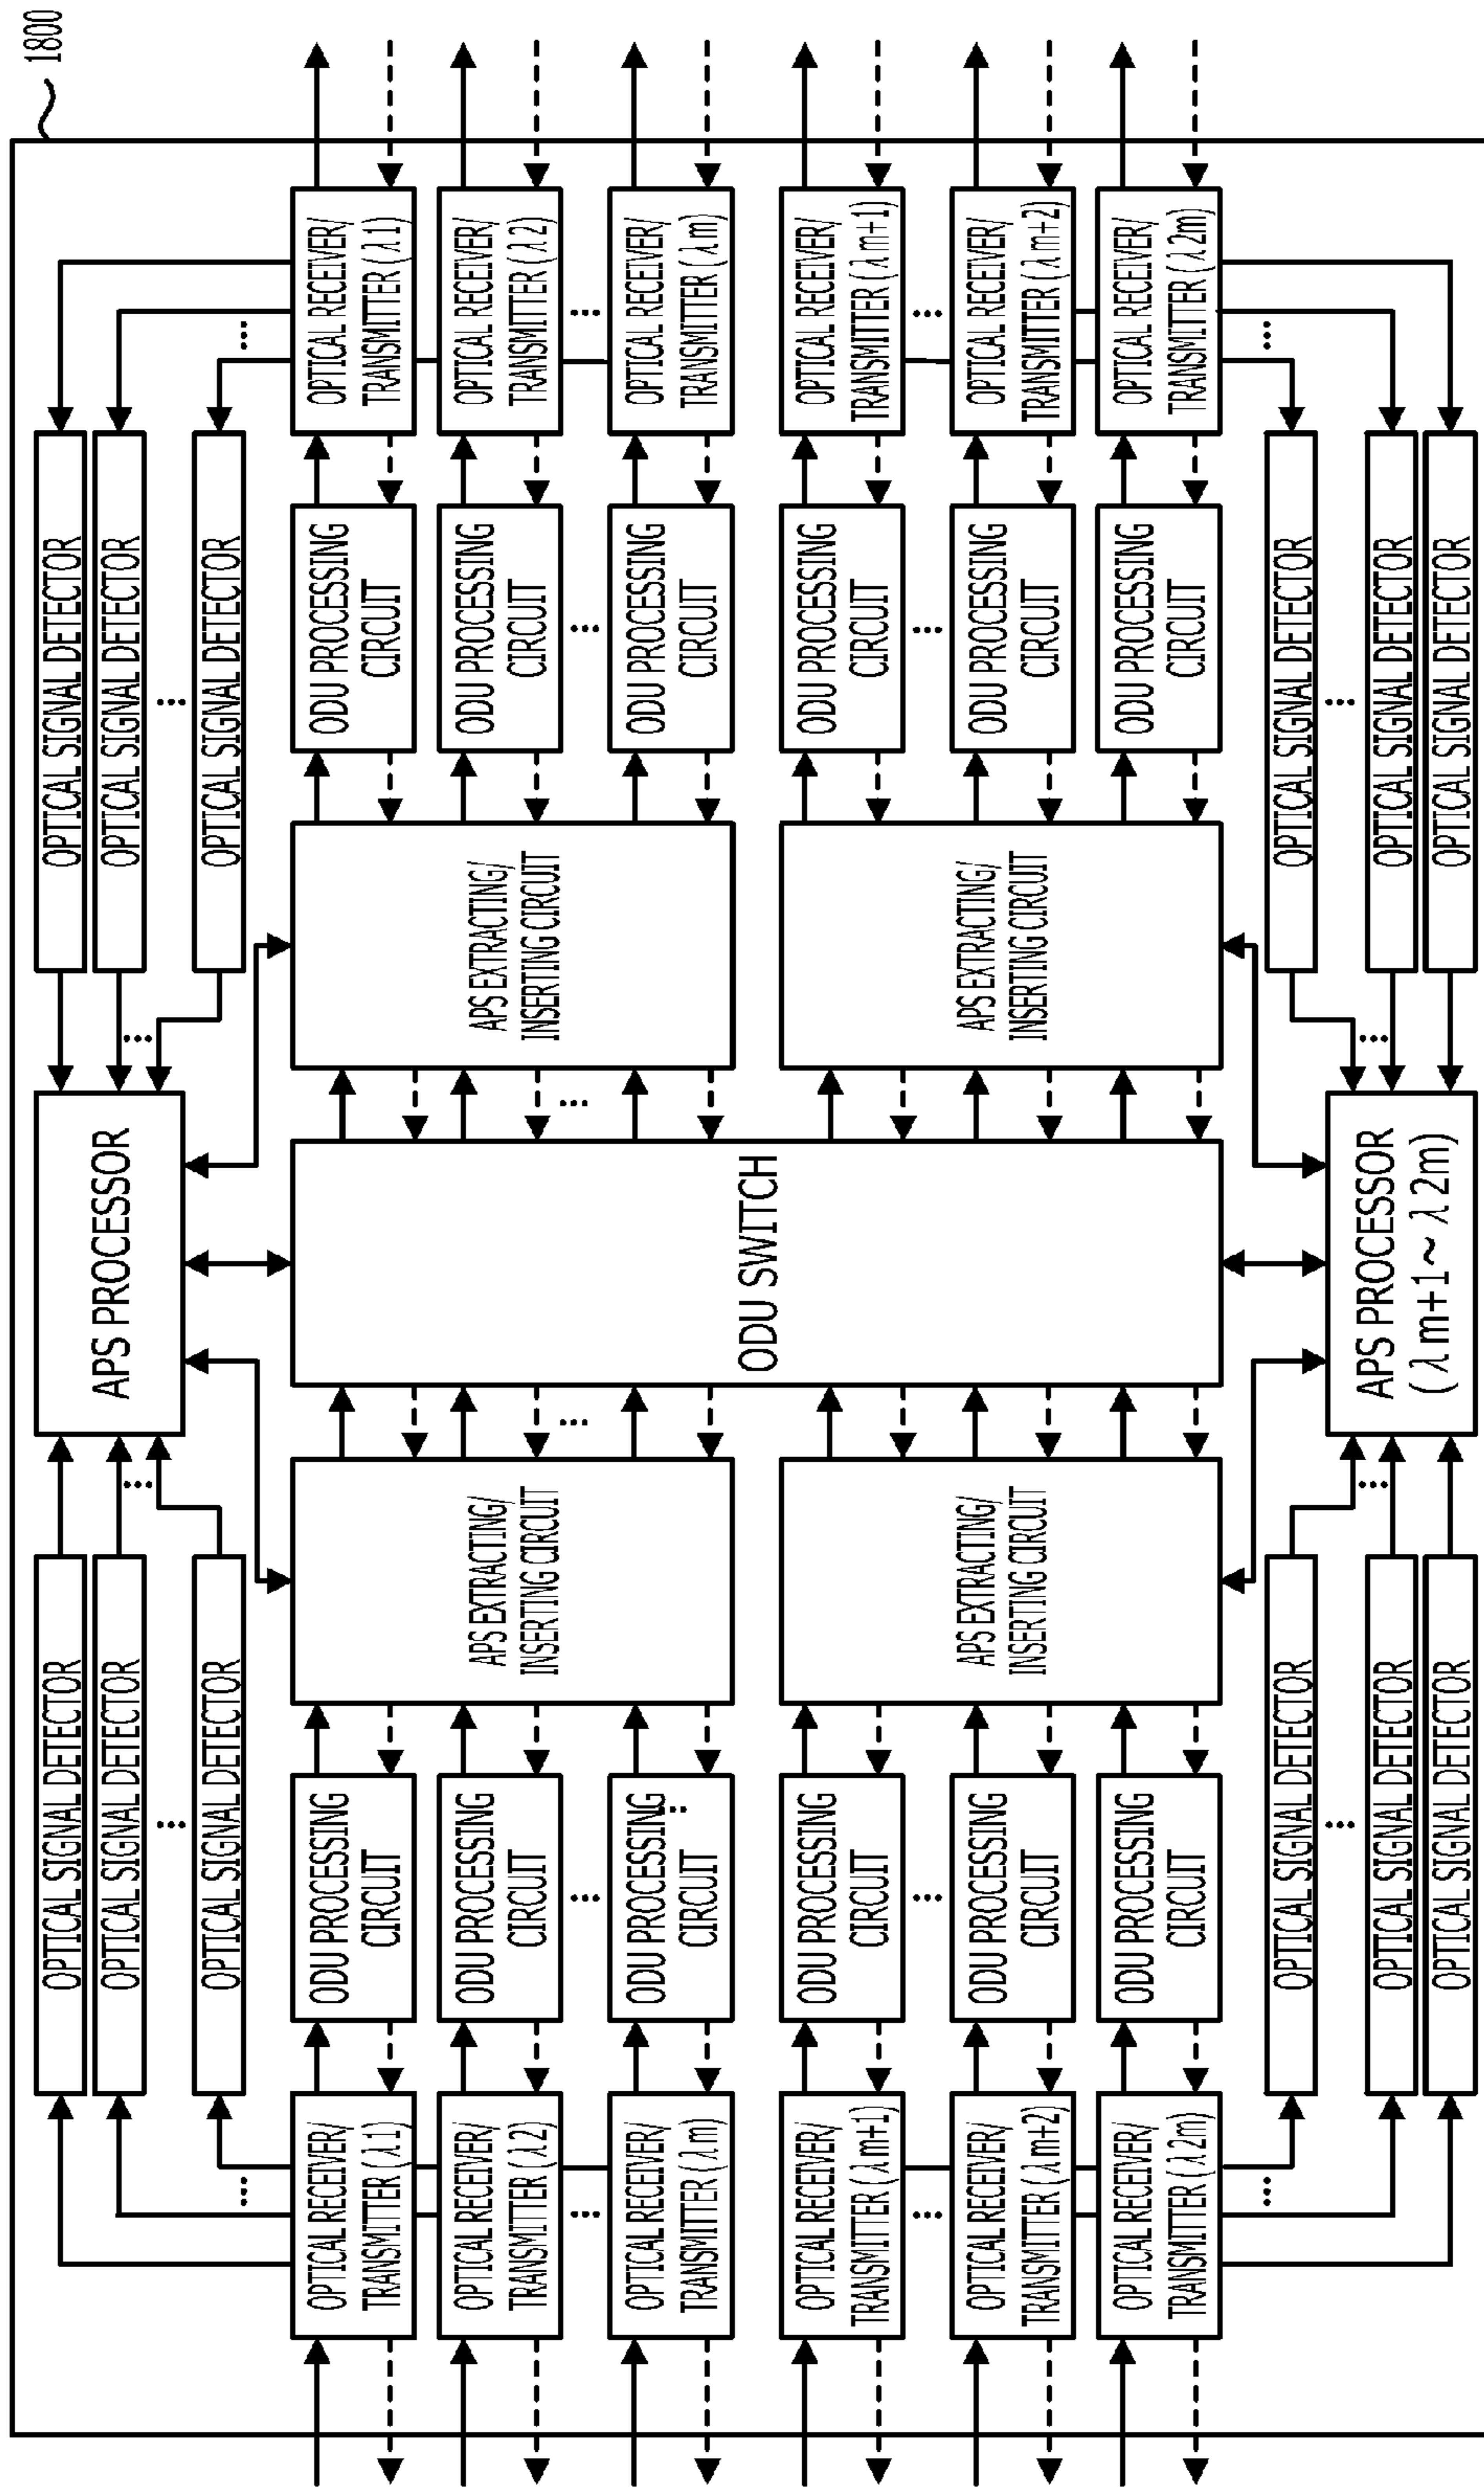 1800
OPTICAL SIGNAL DETECTOR
OPTICAL SIGNAL DETECTOR
...
OPTICAL SIGNAL DETECTOR
...
APS PROCESSOR
...
OPTICAL SIGNAL DETECTOR
OPTICAL SIGNAL DETECTOR
...
OPTICAL SIGNAL DETECTOR
...
...
OPTICAL RECEIVER/
TRANSMITTER (λ1)
ODU PROCESSING
CIRCUIT
ODU PROCESSING
CIRCUIT
OPTICAL RECEIVER/
TRANSMITTER (λ1)
OPTICAL RECEIVER/
TRANSMITTER (λ2)
ODU PROCESSING
CIRCUIT
APS EXTRACTING/
INSERTING CIRCUIT
APS EXTRACTING/
INSERTING CIRCUIT
ODU PROCESSING
CIRCUIT
OPTICAL RECEIVER/
TRANSMITTER (λ2)
...
...
...
...
...
...
OPTICAL RECEIVER/
TRANSMITTER (λm)
ODU PROCESSING
...
CIRCUIT
ODU PROCESSING
CIRCUIT
OPTICAL RECEIVER/
TRANSMITTER (λm)
ODU SWITCH
OPTICAL RECEIVER/
TRANSMITTER (λm+1)
ODU PROCESSING
CIRCUIT
ODU PROCESSING
CIRCUIT
OPTICAL RECEIVER/
TRANSMITTER (λm+1)
...
...
...
...
OPTICAL RECEIVER/
TRANSMITTER (λm+2)
ODU PROCESSING
CIRCUIT
APS EXTRACTING/
INSERTING CIRCUIT
APS EXTRACTING/
INSERTING CIRCUIT
ODU PROCESSING
CIRCUIT
OPTICAL RECEIVER/
TRANSMITTER (λm+2)
OPTICAL RECEIVER/
TRANSMITTER (λ2m)
ODU PROCESSING
CIRCUIT
ODU PROCESSING
CIRCUIT
OPTICAL RECEIVER/
TRANSMITTER (λ2m)
...
...
OPTICAL SIGNAL DETECTOR
...
OPTICAL SIGNAL DETECTOR
OPTICAL SIGNAL DETECTOR
...
APS PROCESSOR
(λm+1~λ2m)
...
OPTICAL SIGNAL DETECTOR
...
OPTICAL SIGNAL DETECTOR
OPTICAL SIGNAL DETECTOR